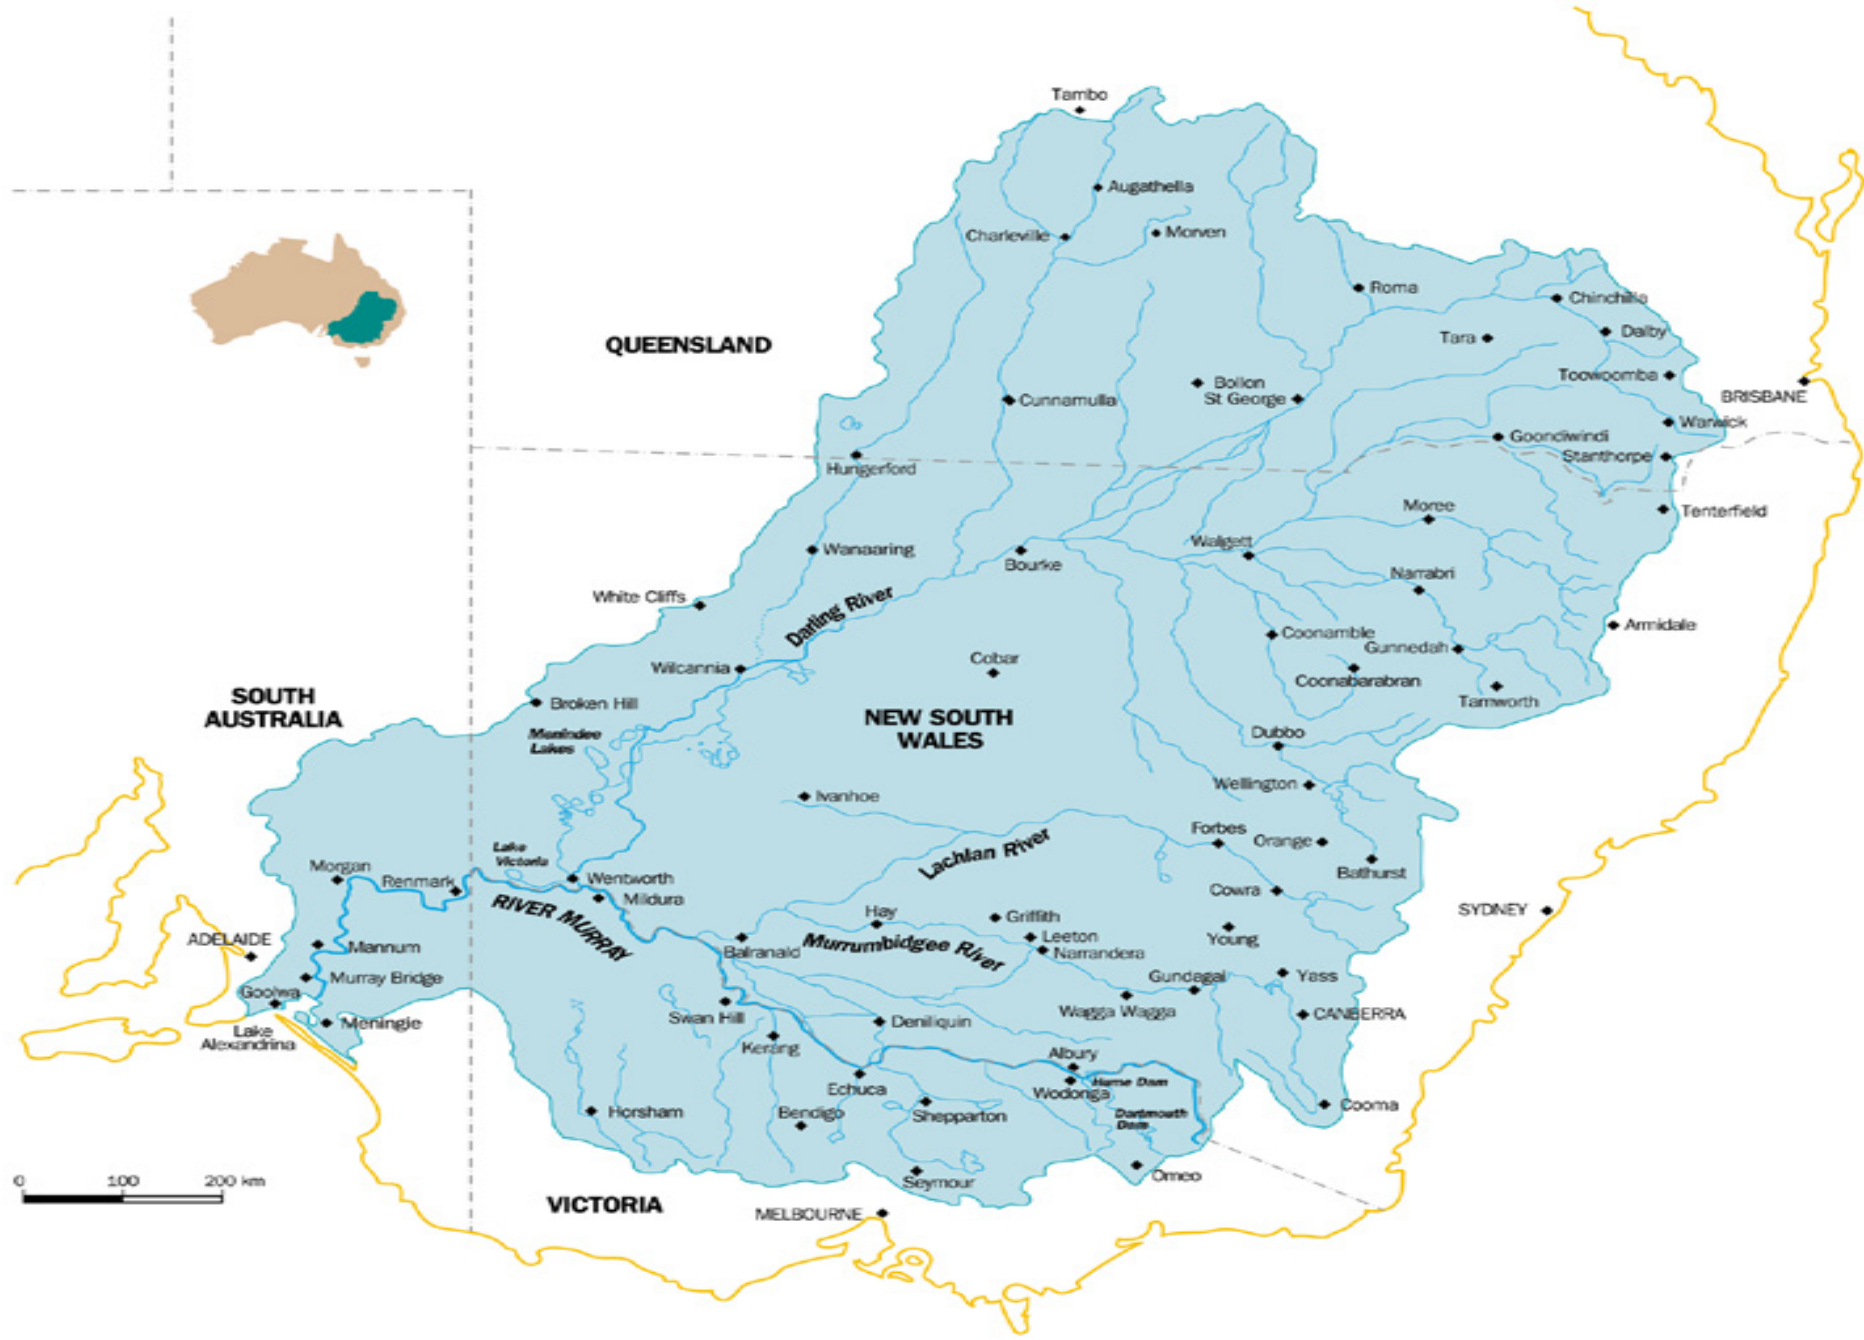 Tambo
Augathella
Charleville
Morven
Roma
Chinchilla
Tara
Dalby
QUEENSLAND
Toowoomba
Bollon
St George
Cunnamulla
BRISBANE
Warwick
Goondiwindi
Stanthorpe
Hungerford
Moree
Tenterfield
Walgett
Wanaaring
Bourke
Narrabri
White Cliffs
Darling River
Armidale
Coonamble
Gunnedah
Wilcannia
Cobar
Coonabarabran
SOUTH
AUSTRALIA
Broken Hill
Tamworth
NEW SOUTH
WALES
Menindee
Lakes
Dubbo
Wellington
Ivanhoe
Forbes
Orange
Lachlan River
Lake
Victoria
Morgan
Renmark
Wentworth
Bathurst
Mildura
Cowra
RIVER MURRAY
Hay
Griffith
SYDNEY
ADELAIDE
Mannum
Balranald
Murrumbidgee River
Leeton
Narrandera
Young
Murray Bridge
Gundagai
Yass
Goolwa
Wagga Wagga
CANBERRA
Swan Hill
Deniliquin
Meningie
Lake
Alexandrina
Kerang
Albury
Hume Dam
Echuca
Wodonga
Horsham
Bendigo
Shepparton
Dartmouth
Dam
Cooma
0 100 200 km
Seymour
Omeo
VICTORIA
MELBOURNE